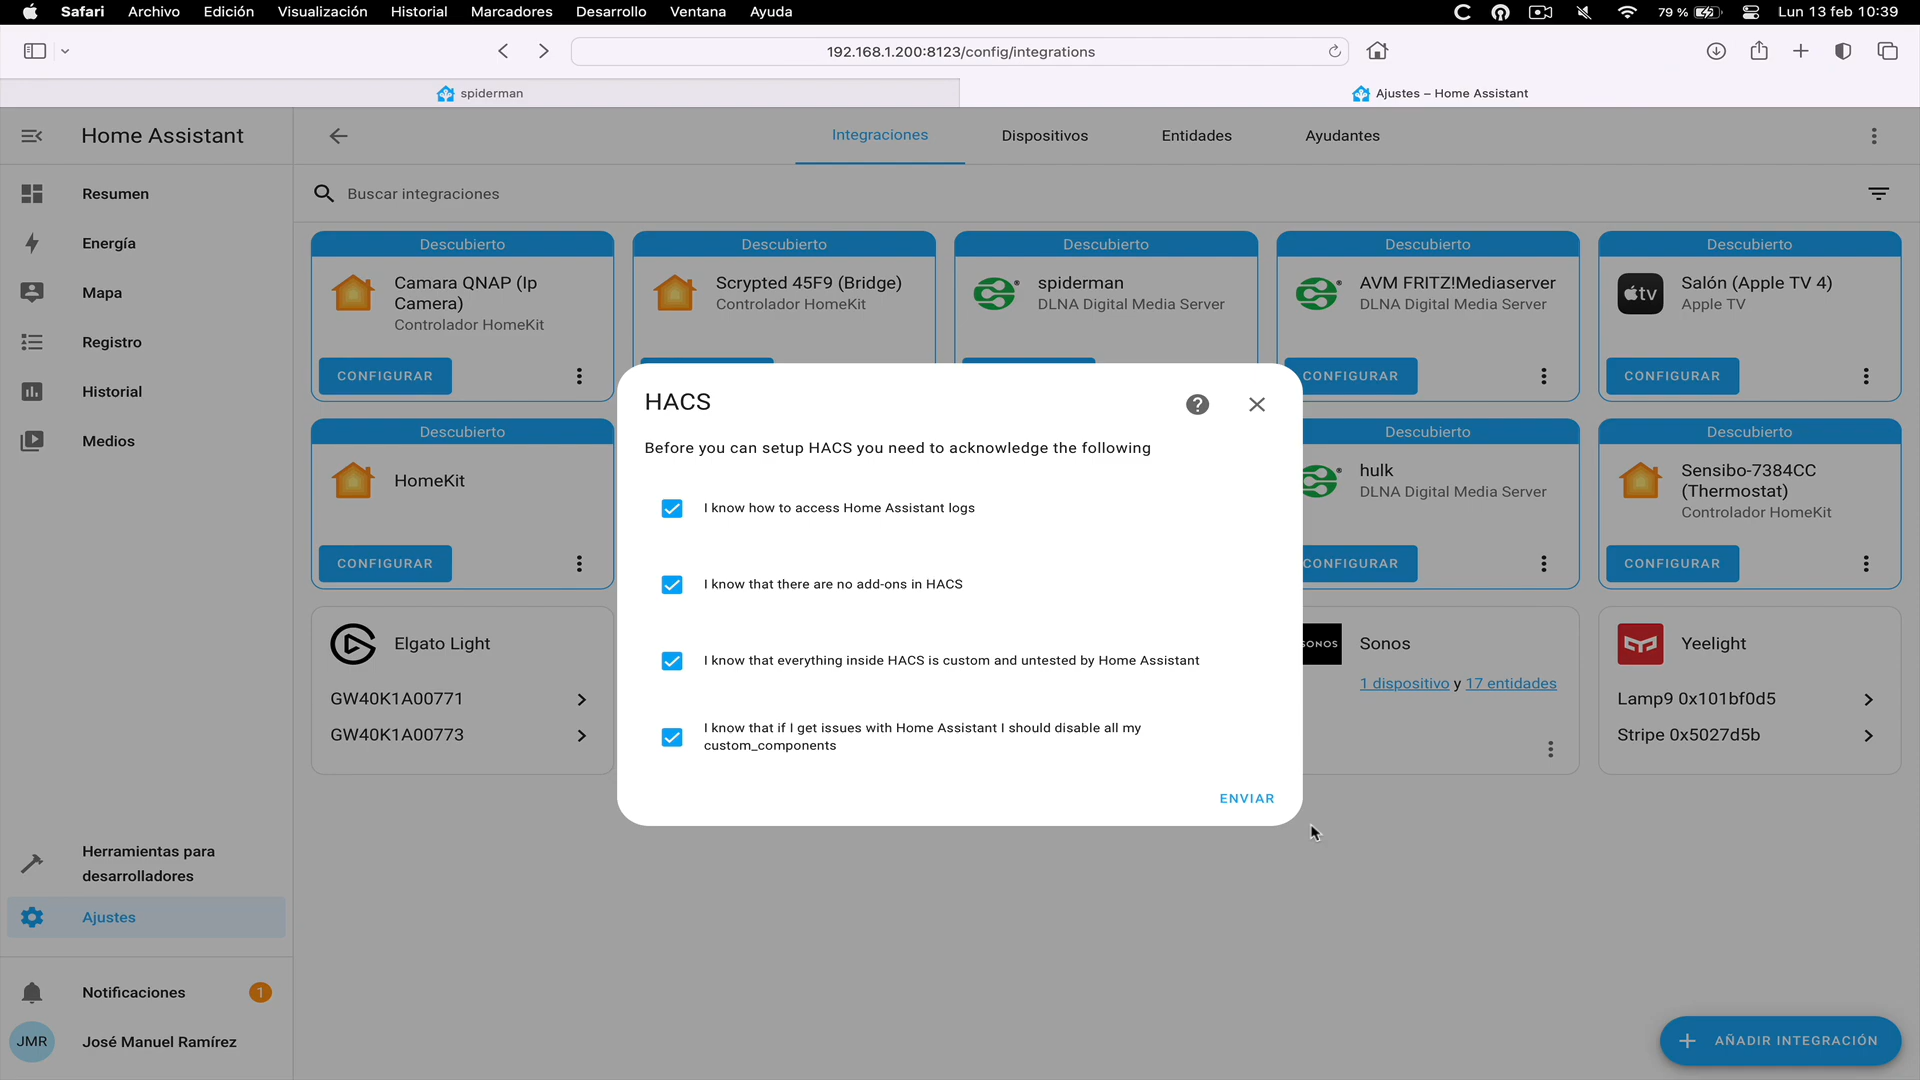 Safari Archivo Edición Visualización Historial Marcadores Desarrollo Ventana Ayuda 79 % Lun 13 feb 10:39
192.168.1.200:8123/config/integrations
spiderman Ajustes – Home Assistant
Home Assistant Integraciones Dispositivos Entidades Ayudantes
Buscar integraciones
Resumen
Energía
Mapa
Registro
Historial
Medios
Herramientas para
desarrolladores
Ajustes
Notificaciones 1
JMR José Manuel Ramírez
Descubierto Descubierto Descubierto Descubierto Descubierto
Camara QNAP (Ip
Camera)
Controlador HomeKit
CONFIGURAR
Scrypted 45F9 (Bridge)
Controlador HomeKit
spiderman
DLNA Digital Media Server
AVM FRITZ!Mediaserver
DLNA Digital Media Server
CONFIGURAR
tv
Salón (Apple TV 4)
Apple TV
CONFIGURAR
Descubierto
HomeKit
CONFIGURAR
Descubierto
hulk
DLNA Digital Media Server
CONFIGURAR
Descubierto
Sensibo-7384CC
(Thermostat)
Controlador HomeKit
CONFIGURAR
HACS
Before you can setup HACS you need to acknowledge the following
I know how to access Home Assistant logs
I know that there are no add-ons in HACS
I know that everything inside HACS is custom and untested by Home Assistant
I know that if I get issues with Home Assistant I should disable all my
custom_components
ENVIAR
Elgato Light
GW40K1A00771
GW40K1A00773
SONOS
Sonos
1 dispositivo y 17 entidades
Yeelight
Lamp9 0x101bf0d5
Stripe 0x5027d5b
AÑADIR INTEGRACIÓN